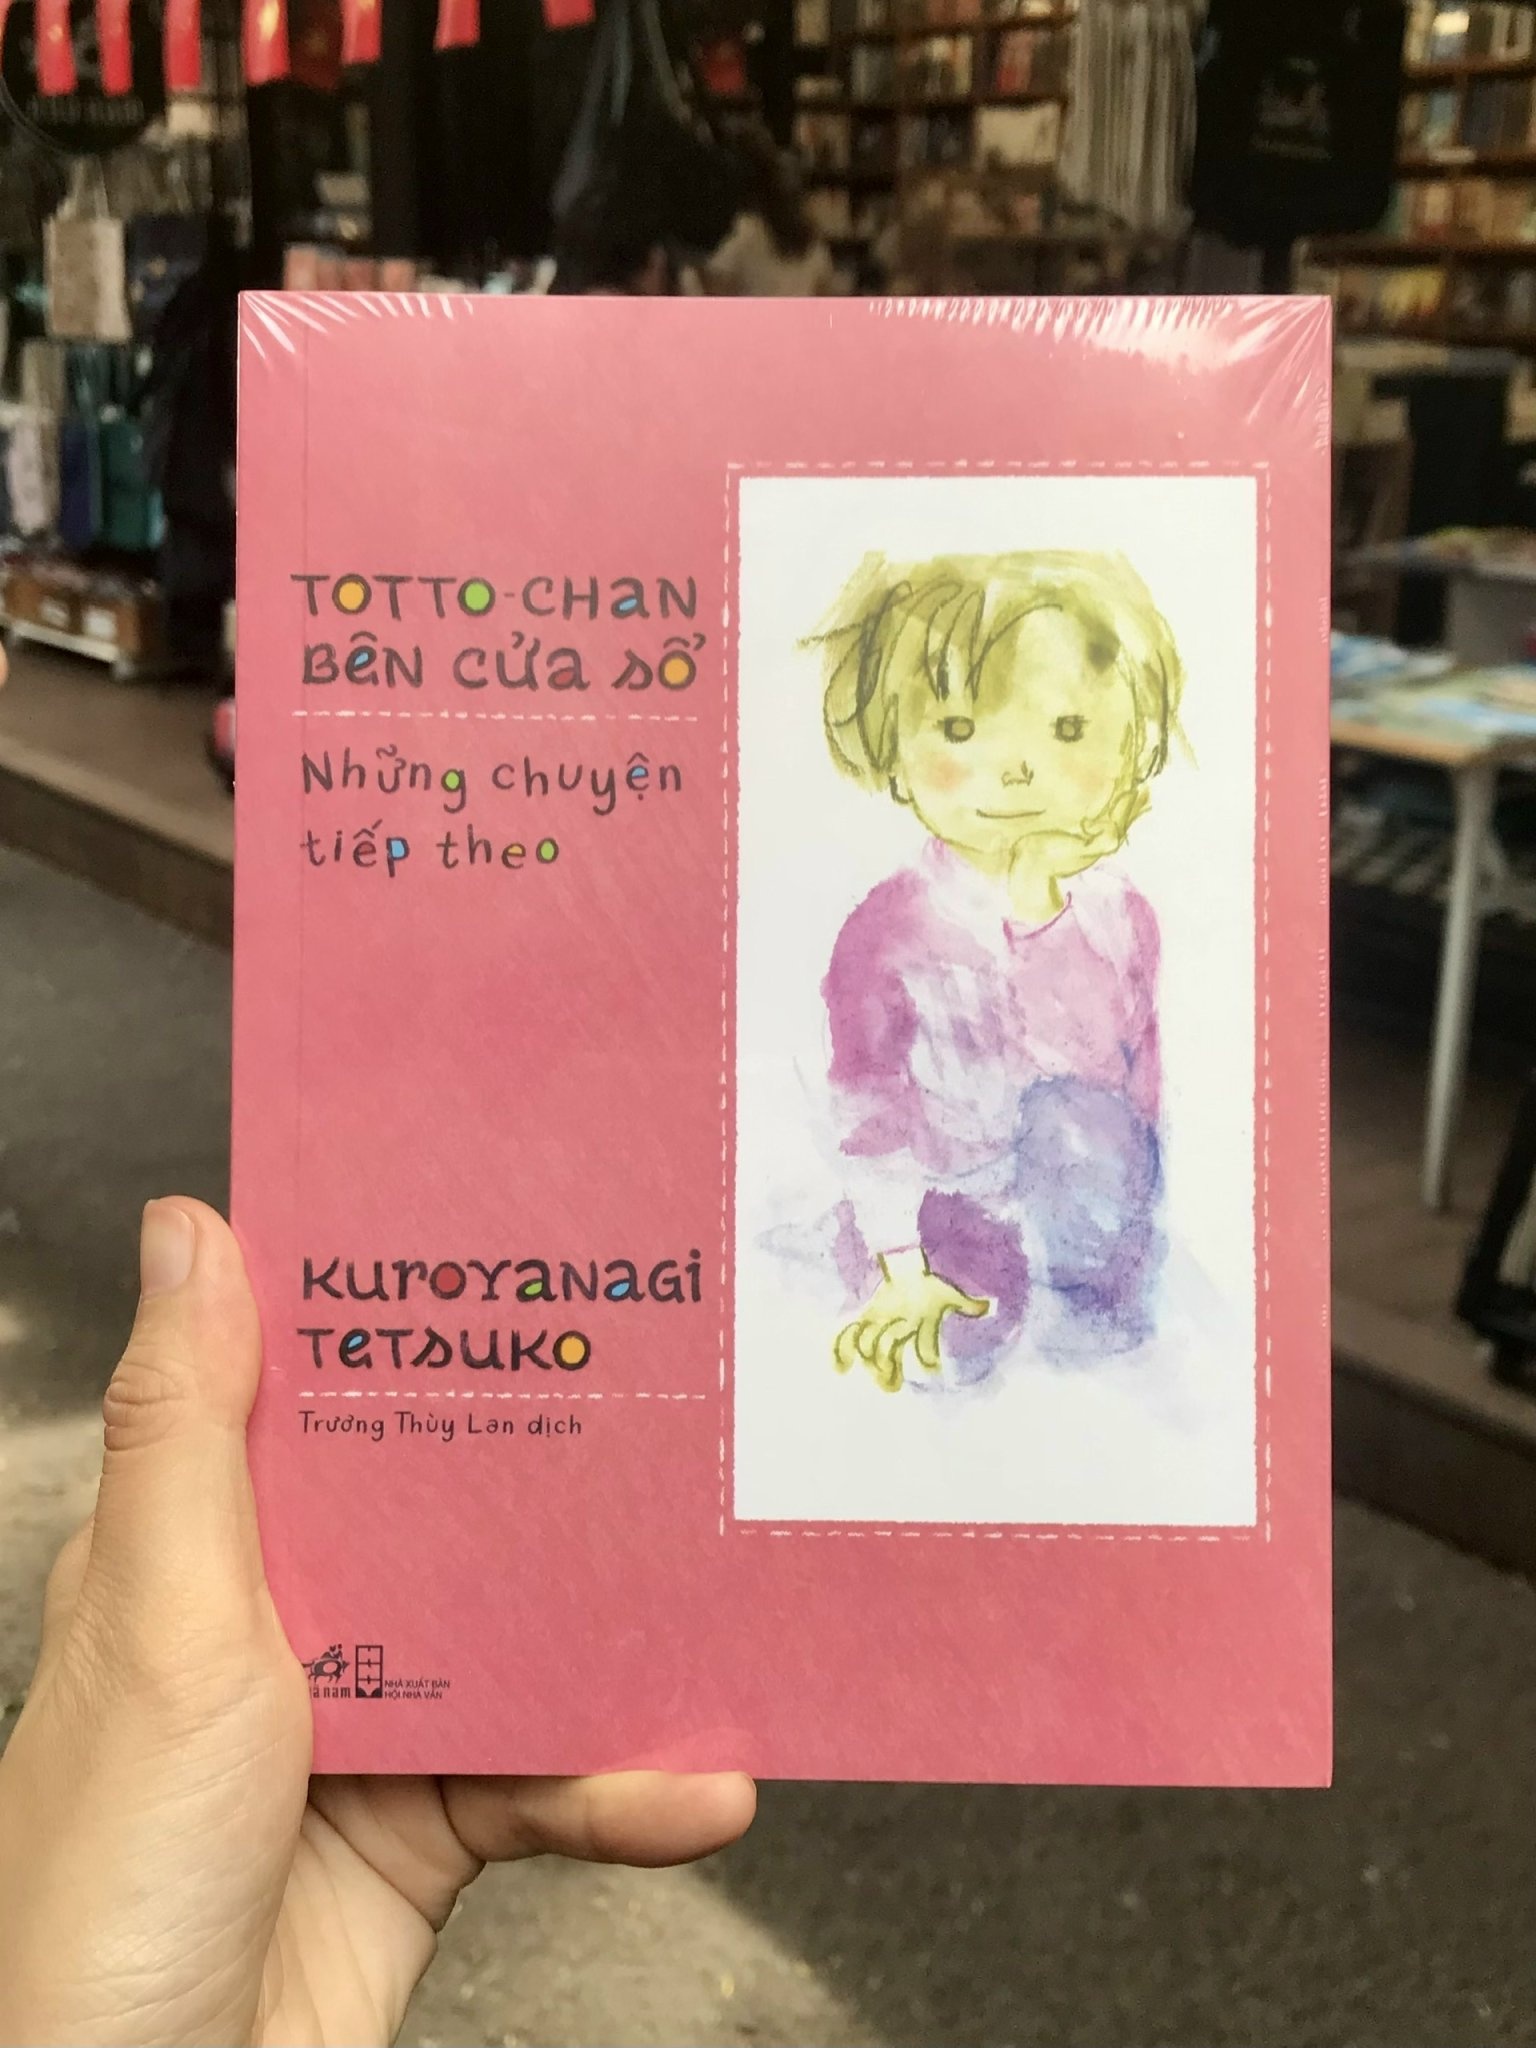 TOTTO-CHaN
BÊN CỬa SỔ
Những chuyện
tiếp theo
KUROYaNaGi
TeTSUKO
Trương Thùy Lan dịch
nam
NHÀ XUẤT BẢN
HỘI NHÀ VĂN